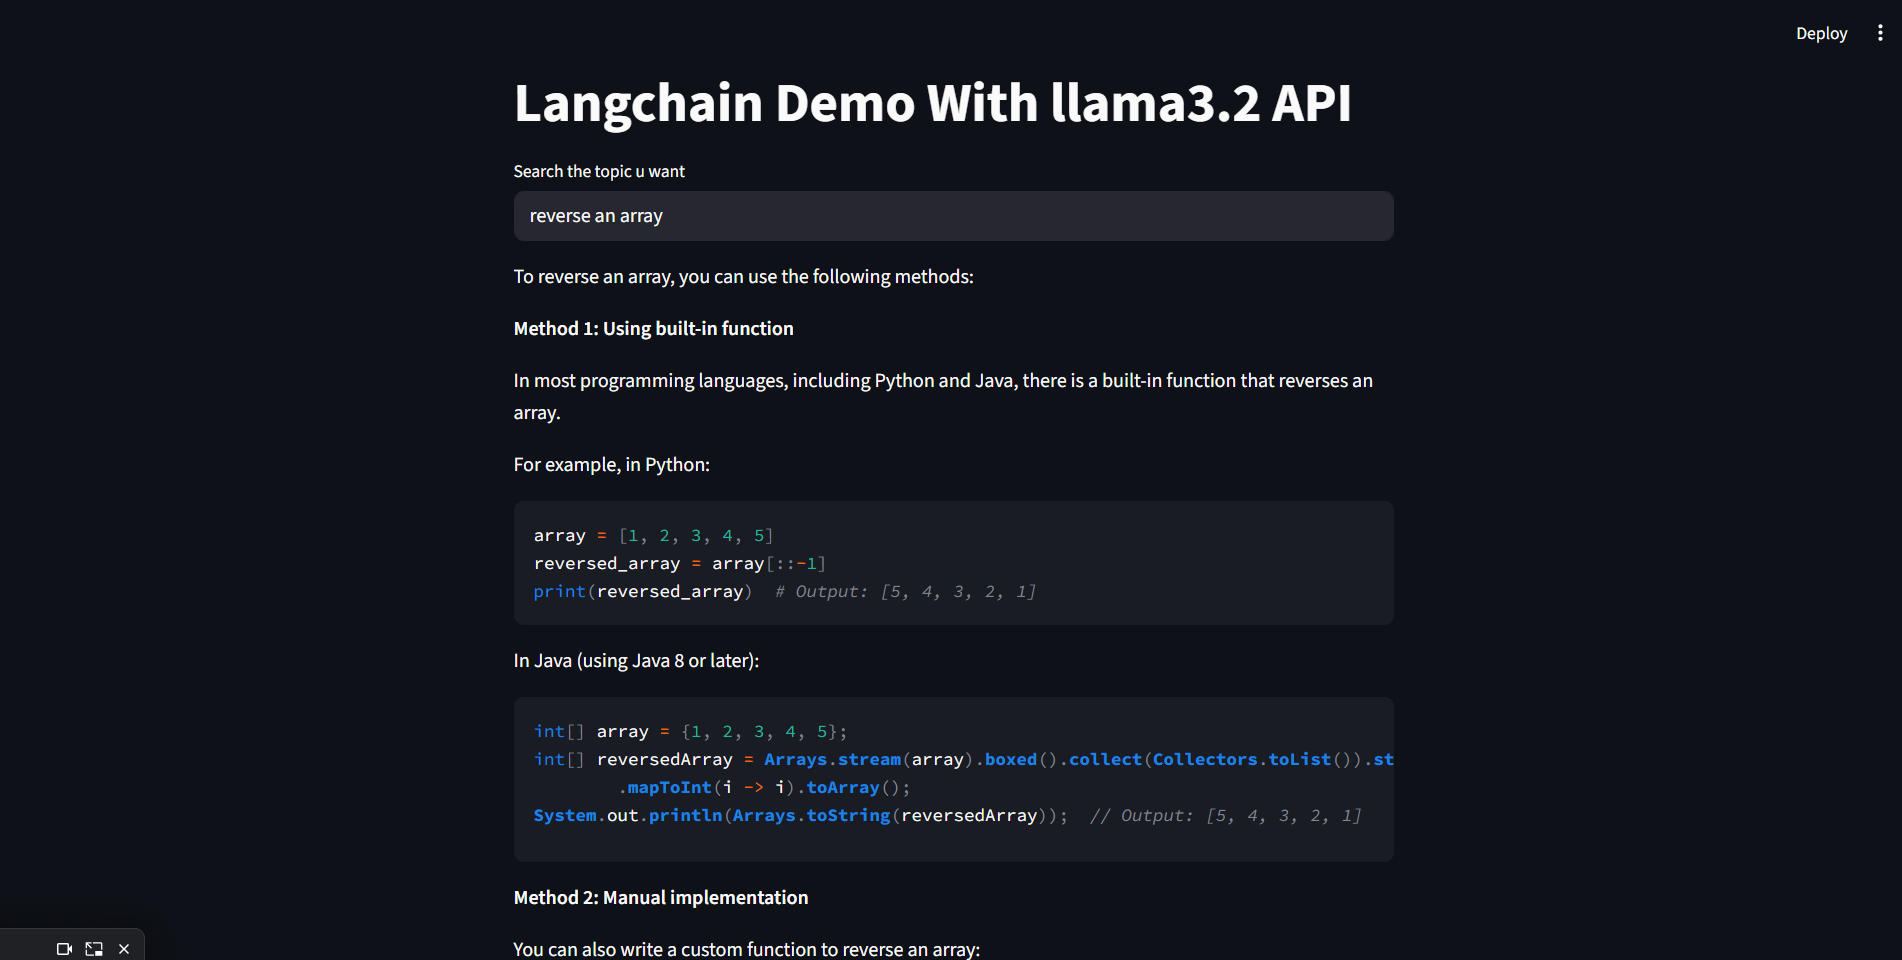 Deploy
Langchain Demo With llama3.2 API
Search the topic u want
reverse an array
To reverse an array, you can use the following methods:
Method 1: Using built-in function
In most programming languages, including Python and Java, there is a built-in function that reverses an
array.
For example, in Python:
array = [1, 2, 3, 4, 5]
reversed_array = array[::-1]
print(reversed_array)  # Output: [5, 4, 3, 2, 1]
In Java (using Java 8 or later):
int[] array = {1, 2, 3, 4, 5};
int[] reversedArray = Arrays.stream(array).boxed().collect(Collectors.toList()).st
        .mapToInt(i -> i).toArray();
System.out.println(Arrays.toString(reversedArray));  // Output: [5, 4, 3, 2, 1]
Method 2: Manual implementation
You can also write a custom function to reverse an array: